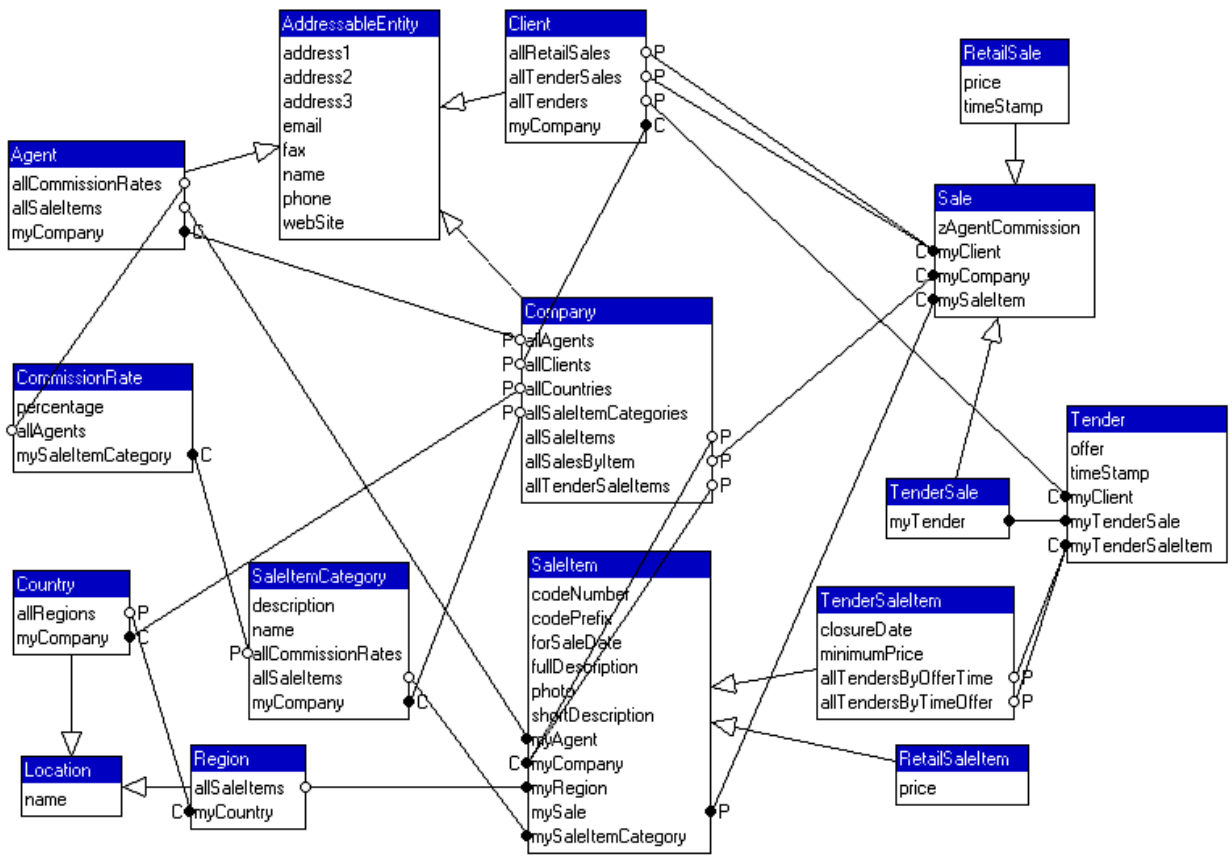 AddressableEntity
address1
address2
address3
email
fax
name
phone
webSite
Client
allRetailSales P
allTenderSales P
allTenders P
myCompany C
RetailSale
price
timeStamp
Agent
allCommissionRates
allSaleItems
myCompany C
Sale
zAgentCommission
C myClient
C myCompany
C mySaleItem
Company
P allAgents
P allClients
P allCountries
P allSaleItemCategories
allSaleItems P
allSalesByItem P
allTenderSaleItems P
CommissionRate
percentage
allAgents
mySaleItemCategory C
Tender
offer
timeStamp
C myClient
myTenderSale
C myTenderSaleItem
TenderSale
myTender
Country
allRegions P
myCompany C
SaleItemCategory
description
name
P allCommissionRates
allSaleItems
myCompany C
SaleItem
codeNumber
codePrefix
forSaleDate
fullDescription
photo
shortDescription
myAgent
C myCompany
myRegion
mySale P
mySaleItemCategory
TenderSaleItem
closureDate
minimumPrice
allTendersByOfferTime P
allTendersByTimeOffer P
Location
name
Region
allSaleItems
C myCountry
RetailSaleItem
price